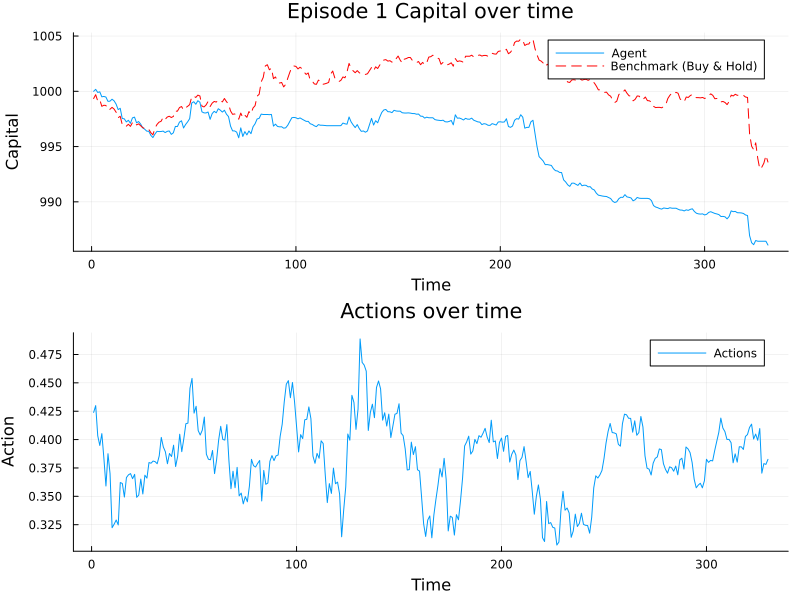 Episode 1 Capital over time
Capital
1005
1000
995
990
Agent
Benchmark (Buy & Hold)
0
100
200
300
Time
Actions over time
Action
0.475
0.450
0.425
0.400
0.375
0.350
0.325
Actions
0
100
200
300
Time